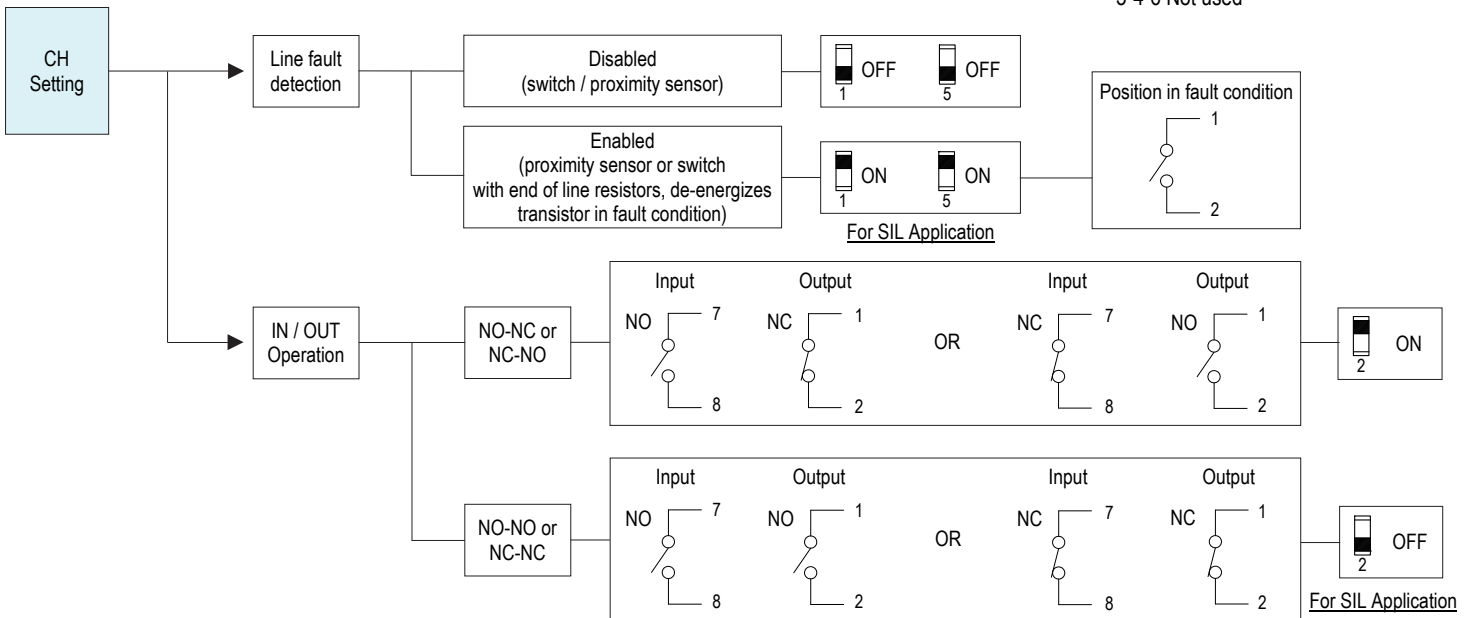 3-4-6 Not used
CH
Setting
Line fault
detection
Disabled
(switch / proximity sensor)
OFF
1
OFF
5
Enabled
(proximity sensor or switch
with end of line resistors, de-energizes
transistor in fault condition)
ON
1
ON
5
For SIL Application
Position in fault condition
1
2
IN / OUT
Operation
NO-NC or
NC-NO
Input
Output
Input
Output
NO
7
8
NC
1
2
OR
NC
7
8
NO
1
2
ON
2
NO-NO or
NC-NC
Input
Output
Input
Output
NO
7
8
NO
1
2
OR
NC
7
8
NC
1
2
OFF
2
For SIL Application